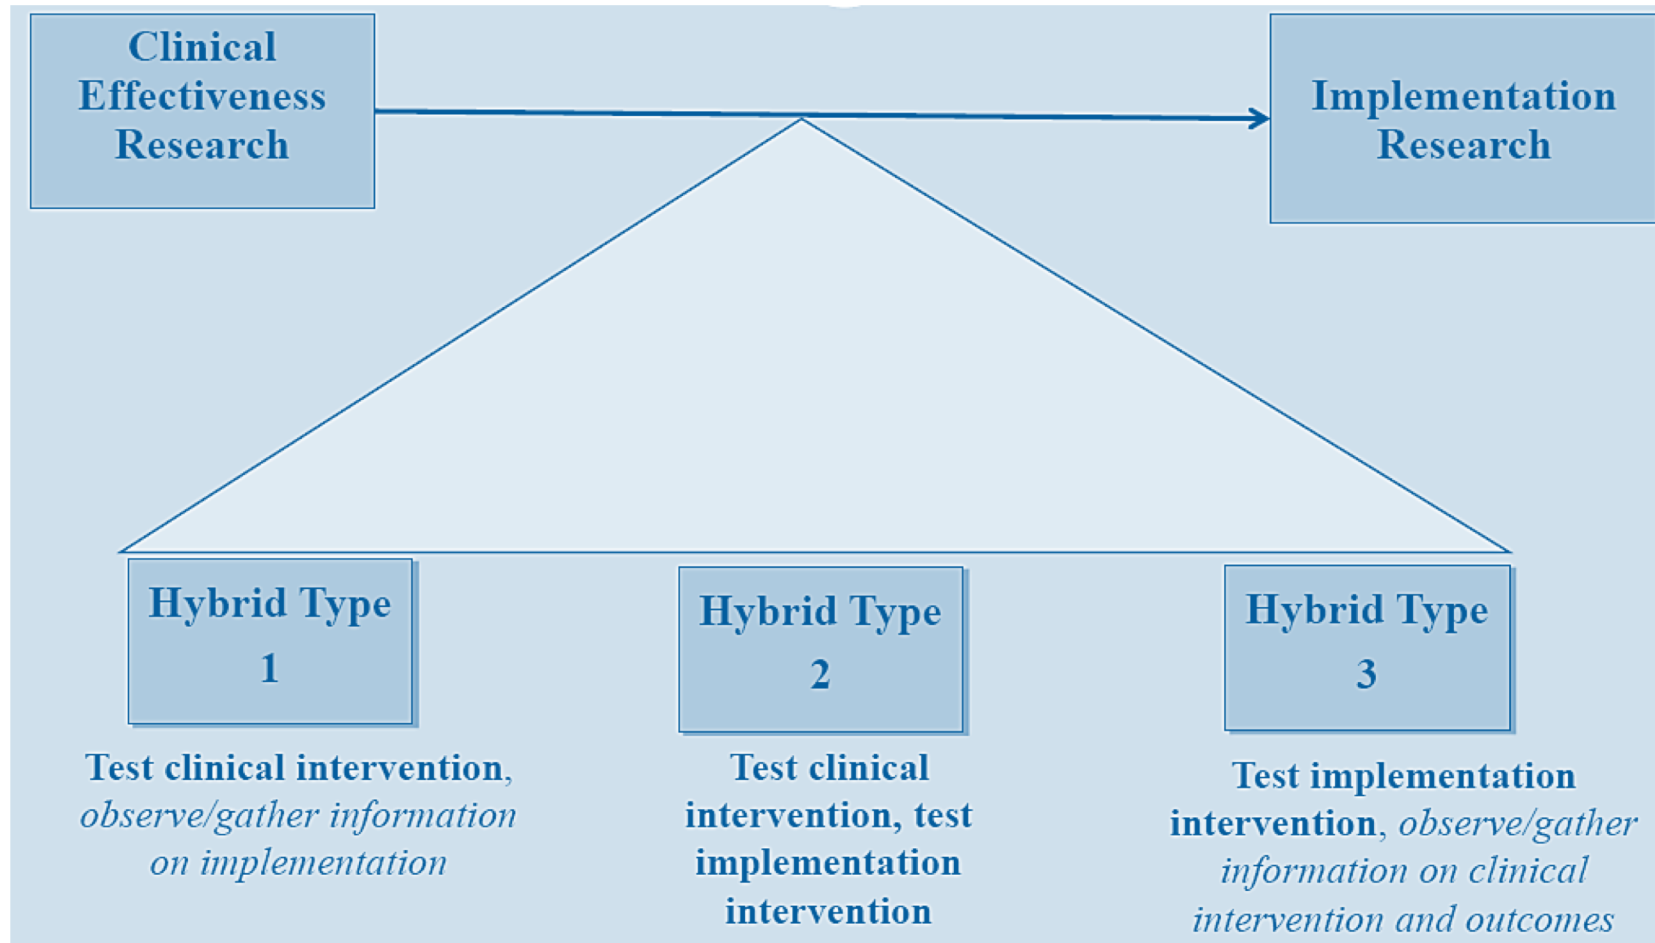 Clinical
Effectiveness
Research
Implementation
Research
Hybrid Type
1
Hybrid Type
2
Hybrid Type
3
Test clinical intervention,
observe/gather information
on implementation
Test clinical
intervention, test
implementation
intervention
Test implementation
intervention, observe/gather
information on clinical
intervention and outcomes